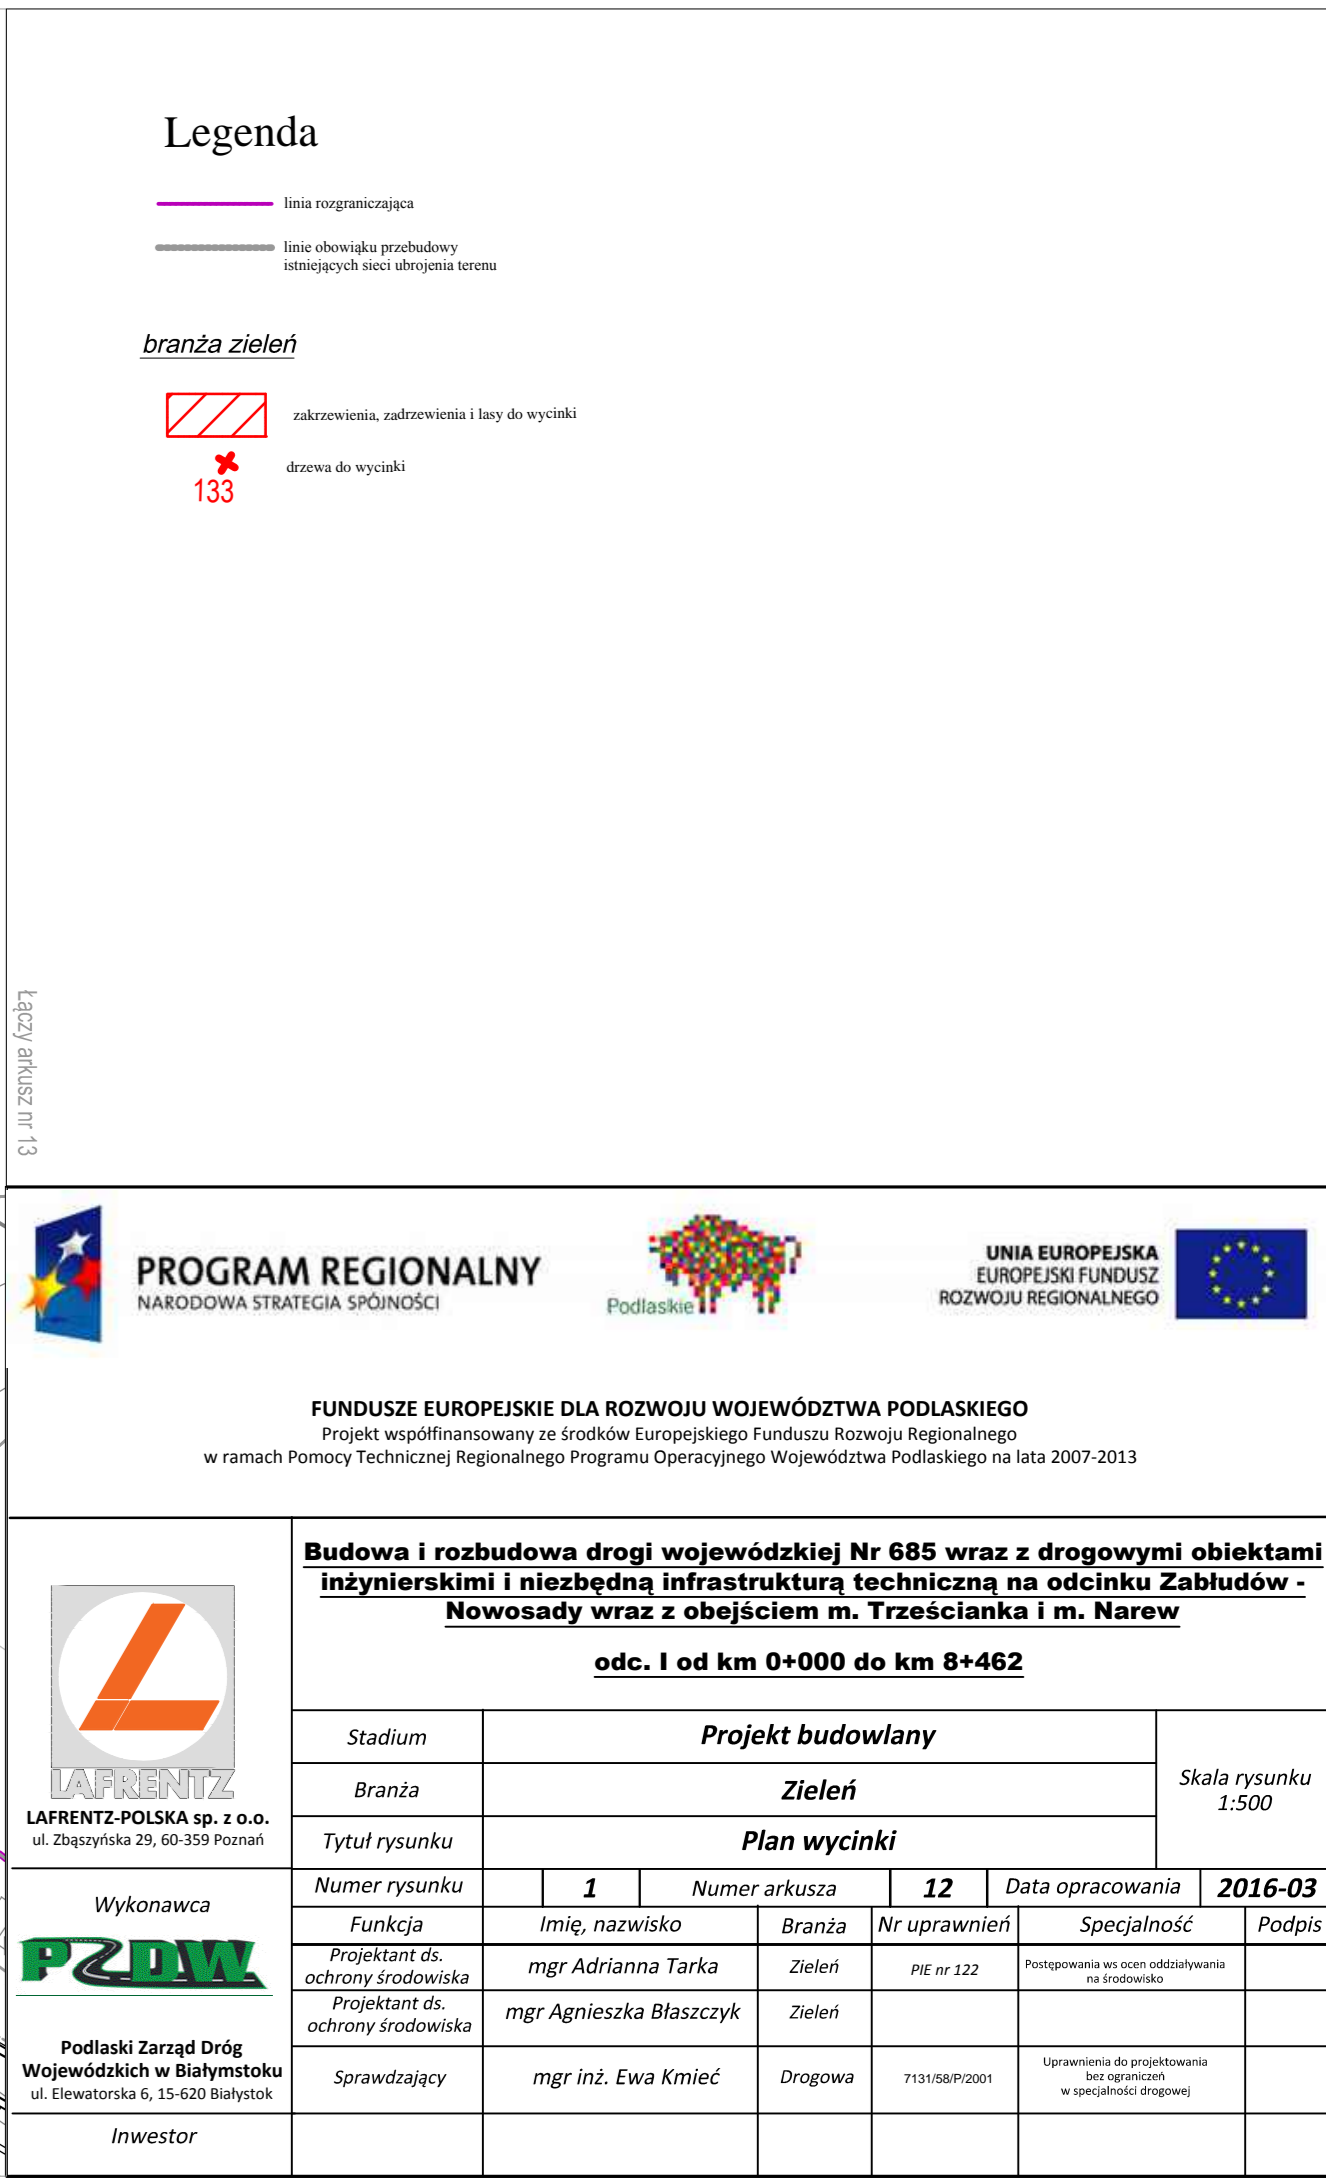 Legenda
linia rozgraniczająca
linie obowiąku przebudowy
istniejących sieci ubrojenia terenu
branża zieleń
zakrzewienia, zadrzewienia i lasy do wycinki
drzewa do wycinki
133
Łączy arkusz nr 13
PROGRAM REGIONALNY
NARODOWA STRATEGIA SPÓJNOŚCI
Podlaskie
UNIA EUROPEJSKA
EUROPEJSKI FUNDUSZ
ROZWOJU REGIONALNEGO
FUNDUSZE EUROPEJSKIE DLA ROZWOJU WOJEWÓDZTWA PODLASKIEGO
Projekt współfinansowany ze środków Europejskiego Funduszu Rozwoju Regionalnego
w ramach Pomocy Technicznej Regionalnego Programu Operacyjnego Województwa Podlaskiego na lata 2007-2013
Budowa i rozbudowa drogi wojewódzkiej Nr 685 wraz z drogowymi obiektami
inżynierskimi i niezbędną infrastrukturą techniczną na odcinku Zabłudów -
Nowosady wraz z obejściem m. Trześcianka i m. Narew
odc. I od km 0+000 do km 8+462
LAFRENTZ
LAFRENTZ-POLSKA sp. z o.o.
ul. Zbąszyńska 29, 60-359 Poznań
Wykonawca
PZDW
Podlaski Zarząd Dróg
Wojewódzkich w Białymstoku
ul. Elewatorska 6, 15-620 Białystok
Inwestor
Stadium Projekt budowlany
Branża Zieleń
Skala rysunku
1:500
Tytuł rysunku Plan wycinki
Numer rysunku 1 Numer arkusza 12 Data opracowania 2016-03
Funkcja Imię, nazwisko Branża Nr uprawnień Specjalność Podpis
Projektant ds.
ochrony środowiska mgr Adrianna Tarka Zieleń PIE nr 122 Postępowania ws ocen oddziaływania
na środowisko
Projektant ds.
ochrony środowiska mgr Agnieszka Błaszczyk Zieleń
Sprawdzający mgr inż. Ewa Kmieć Drogowa 7131/58/P/2001 Uprawnienia do projektowania
bez ograniczeń
w specjalności drogowej